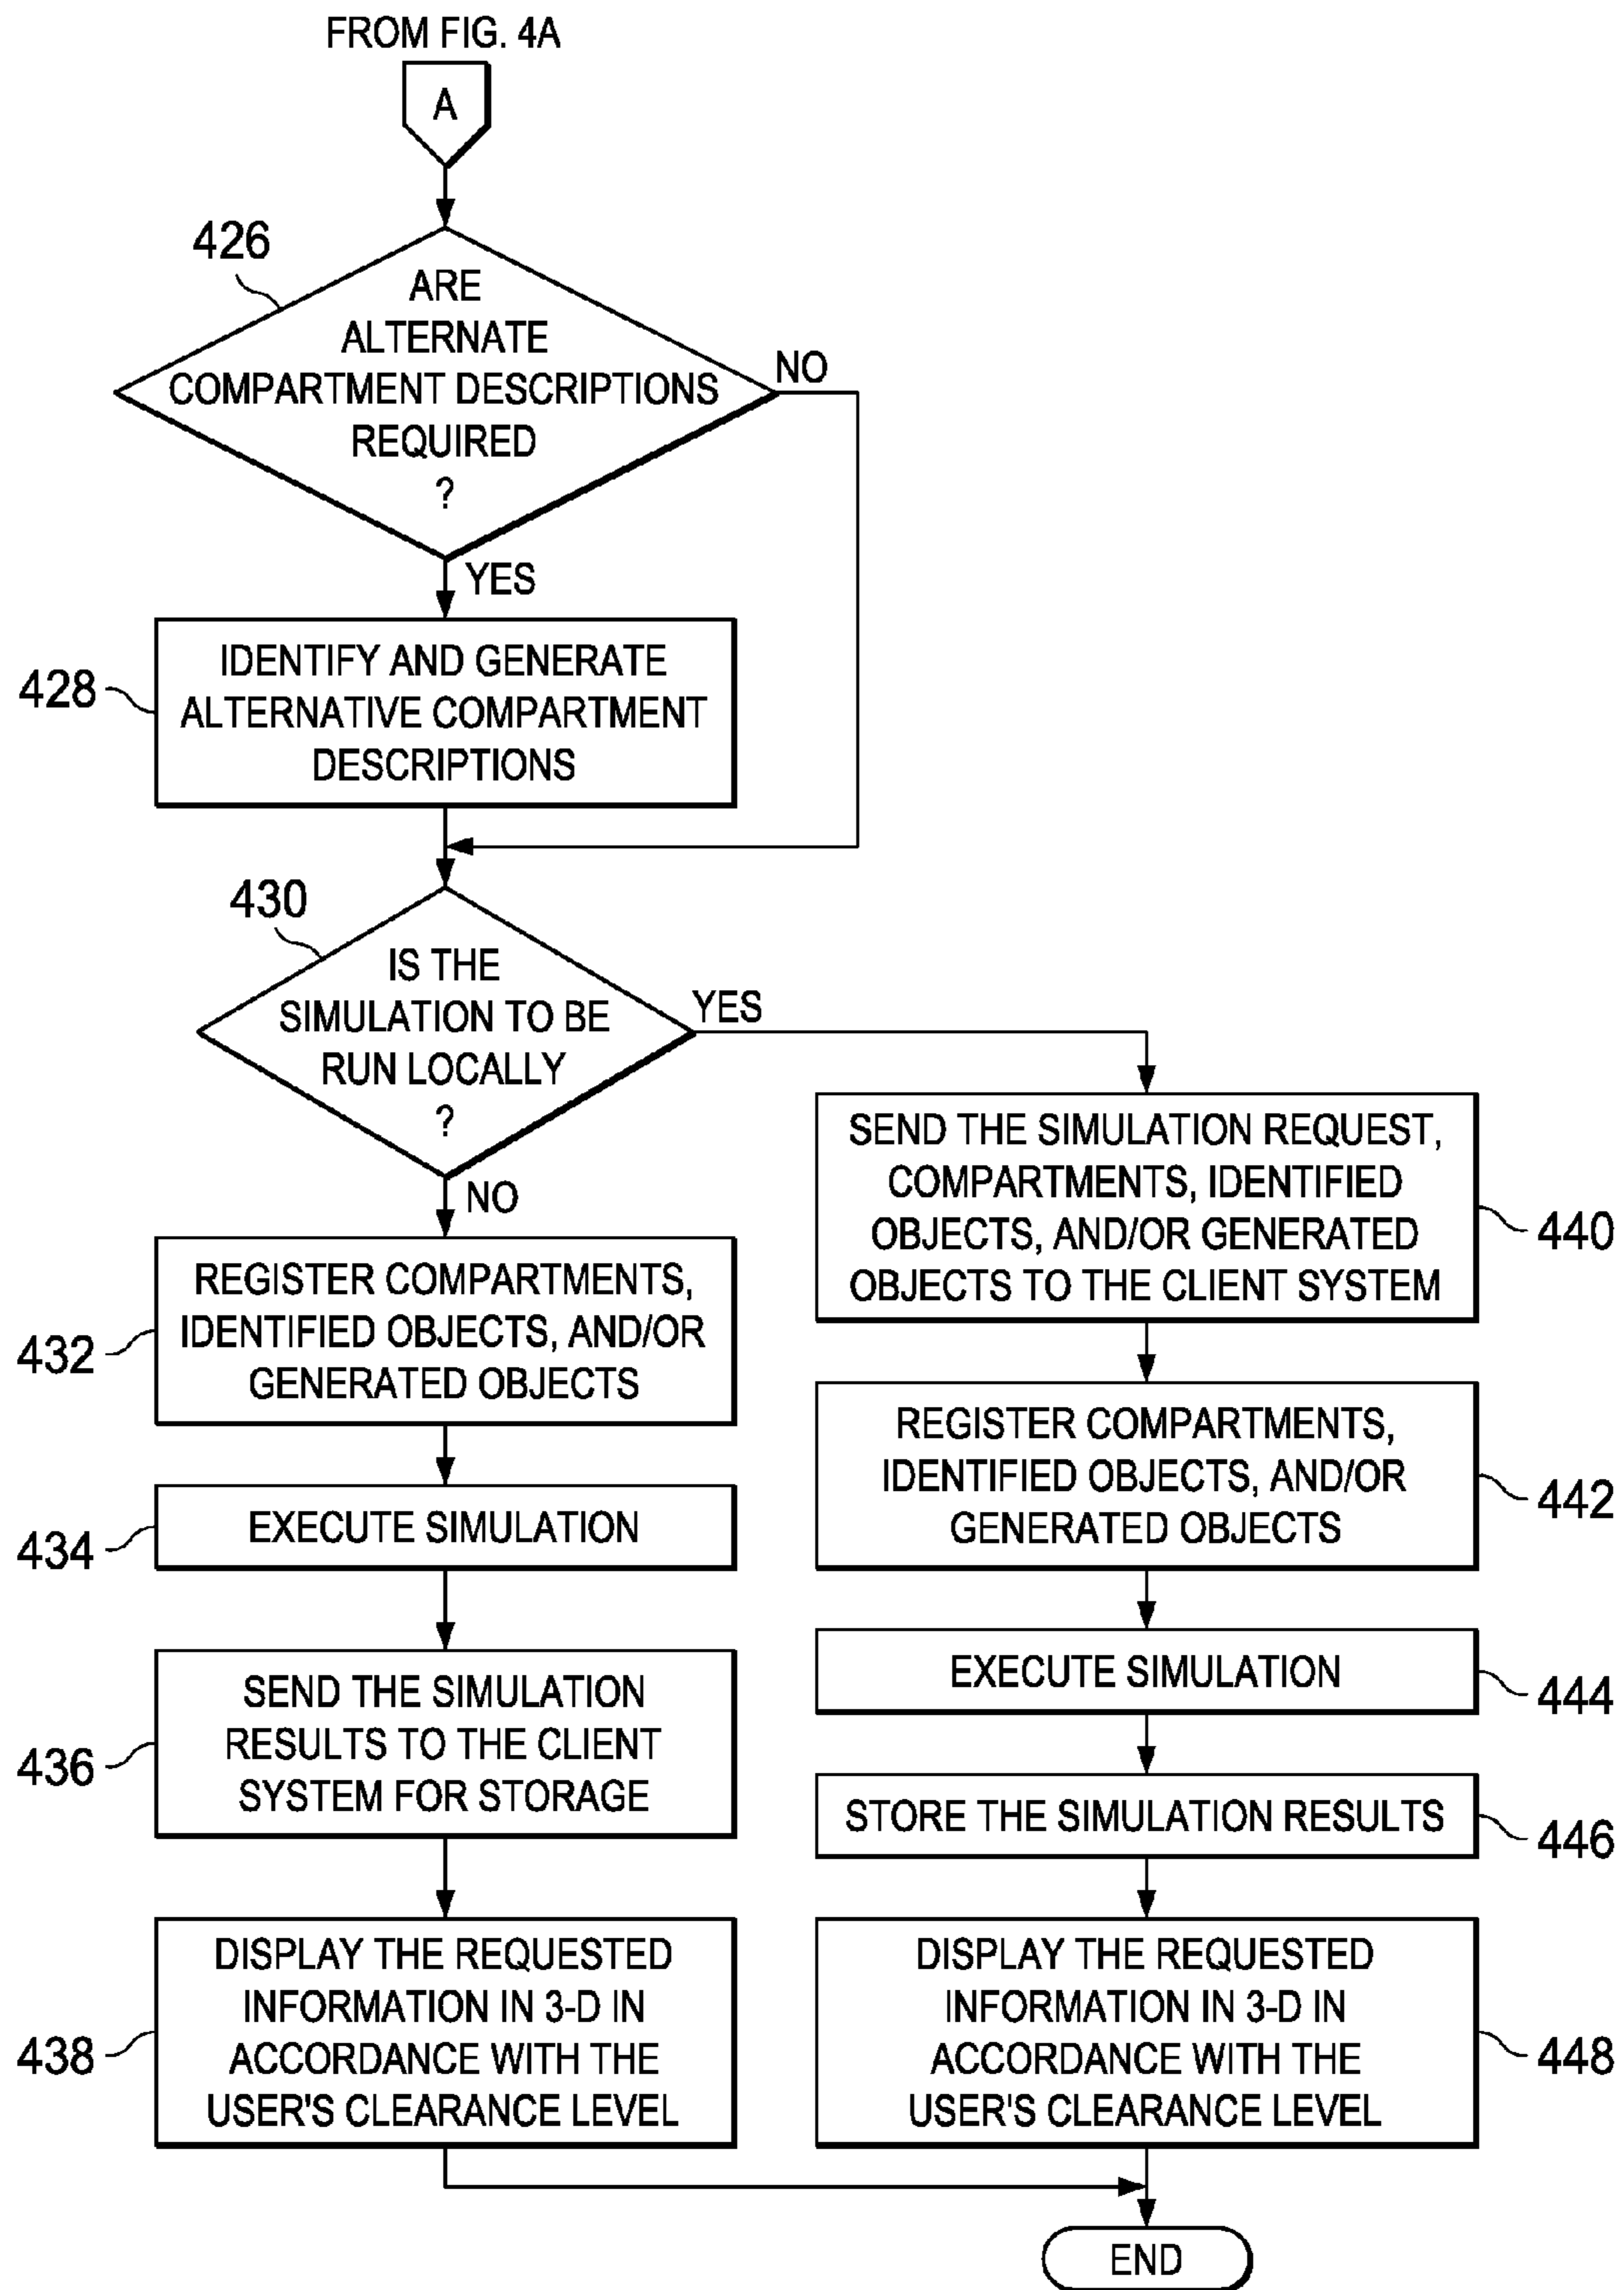 FROM FIG. 4A
A
426
ARE
ALTERNATE
COMPARTMENT DESCRIPTIONS
REQUIRED
?
NO
YES
428
IDENTIFY AND GENERATE
ALTERNATIVE COMPARTMENT
DESCRIPTIONS
430
IS THE
SIMULATION TO BE
RUN LOCALLY
?
YES
NO
432
REGISTER COMPARTMENTS,
IDENTIFIED OBJECTS, AND/OR
GENERATED OBJECTS
434
EXECUTE SIMULATION
436
SEND THE SIMULATION
RESULTS TO THE CLIENT
SYSTEM FOR STORAGE
438
DISPLAY THE REQUESTED
INFORMATION IN 3-D IN
ACCORDANCE WITH THE
USER'S CLEARANCE LEVEL
SEND THE SIMULATION REQUEST,
COMPARTMENTS, IDENTIFIED
OBJECTS, AND/OR GENERATED
OBJECTS TO THE CLIENT SYSTEM
440
REGISTER COMPARTMENTS,
IDENTIFIED OBJECTS, AND/OR
GENERATED OBJECTS
442
EXECUTE SIMULATION
444
STORE THE SIMULATION RESULTS
446
DISPLAY THE REQUESTED
INFORMATION IN 3-D IN
ACCORDANCE WITH THE
USER'S CLEARANCE LEVEL
448
END